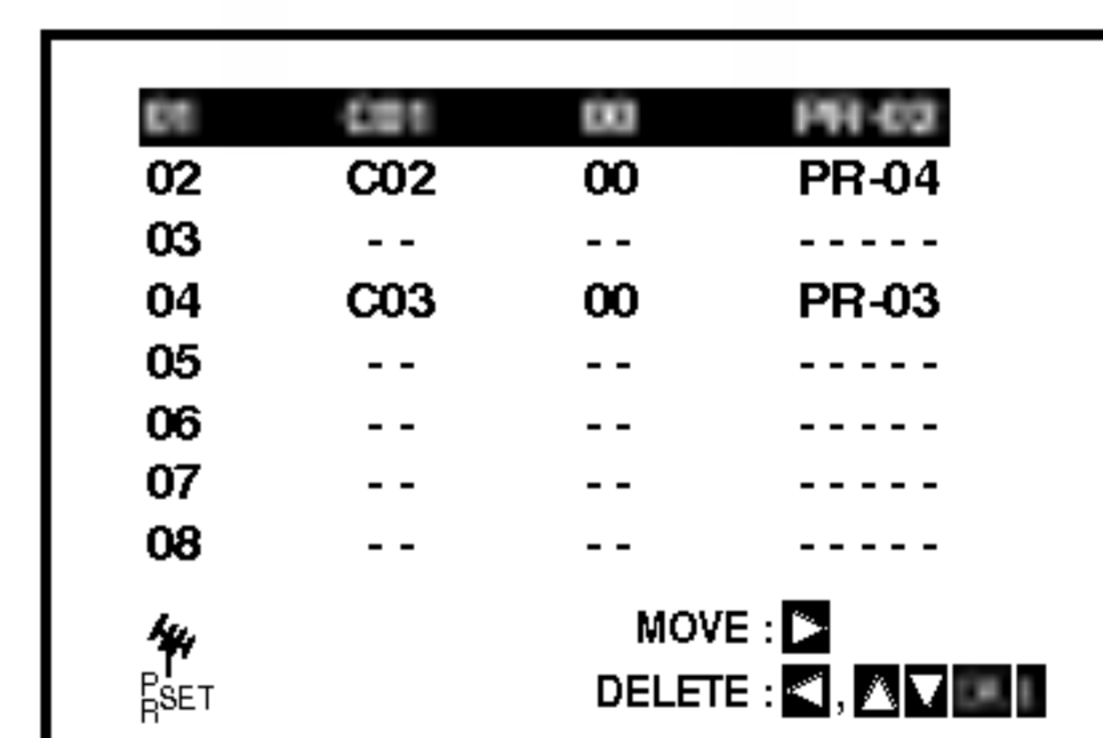 02 C02 00 PR-04
03 -- -- -----
04 C03 00 PR-03
05 -- -- -----
06 -- -- -----
07 -- -- -----
08 -- -- -----
MOVE : ▷
PR SET
DELETE : ◁, △ ▽